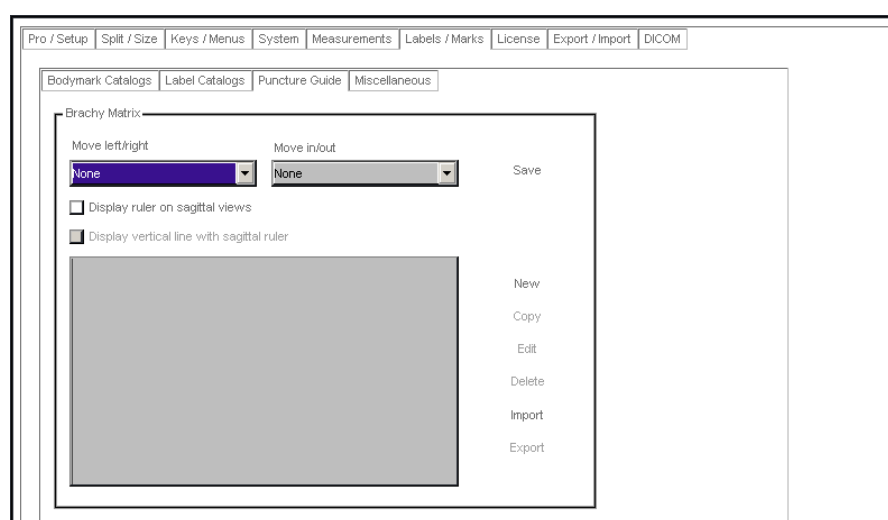 Pro / Setup Split / Size Keys / Menus System Measurements Labels / Marks License Export / Import DICOM
Bodymark Catalogs Label Catalogs Puncture Guide Miscellaneous
Brachy Matrix
Move left/right Move in/out
None None Save
Display ruler on sagittal views
Display vertical line with sagittal ruler
New
Copy
Edit
Delete
Import
Export